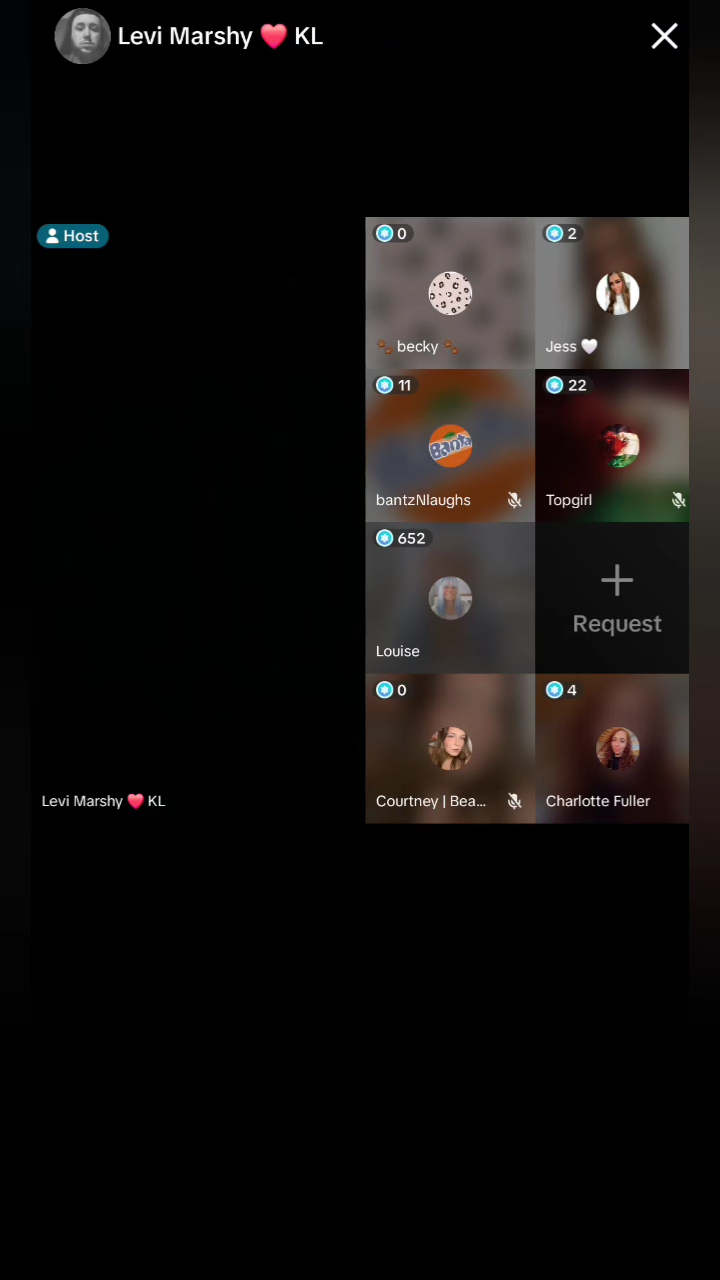 Levi Marshy ❤️ KL
Host
0
2
🐾 becky 🐾
Jess 🤍
11
22
Banta
bantzNlaughs
Topgirl
652
Request
Louise
0
4
Courtney | Bea...
Charlotte Fuller
Levi Marshy ❤️ KL